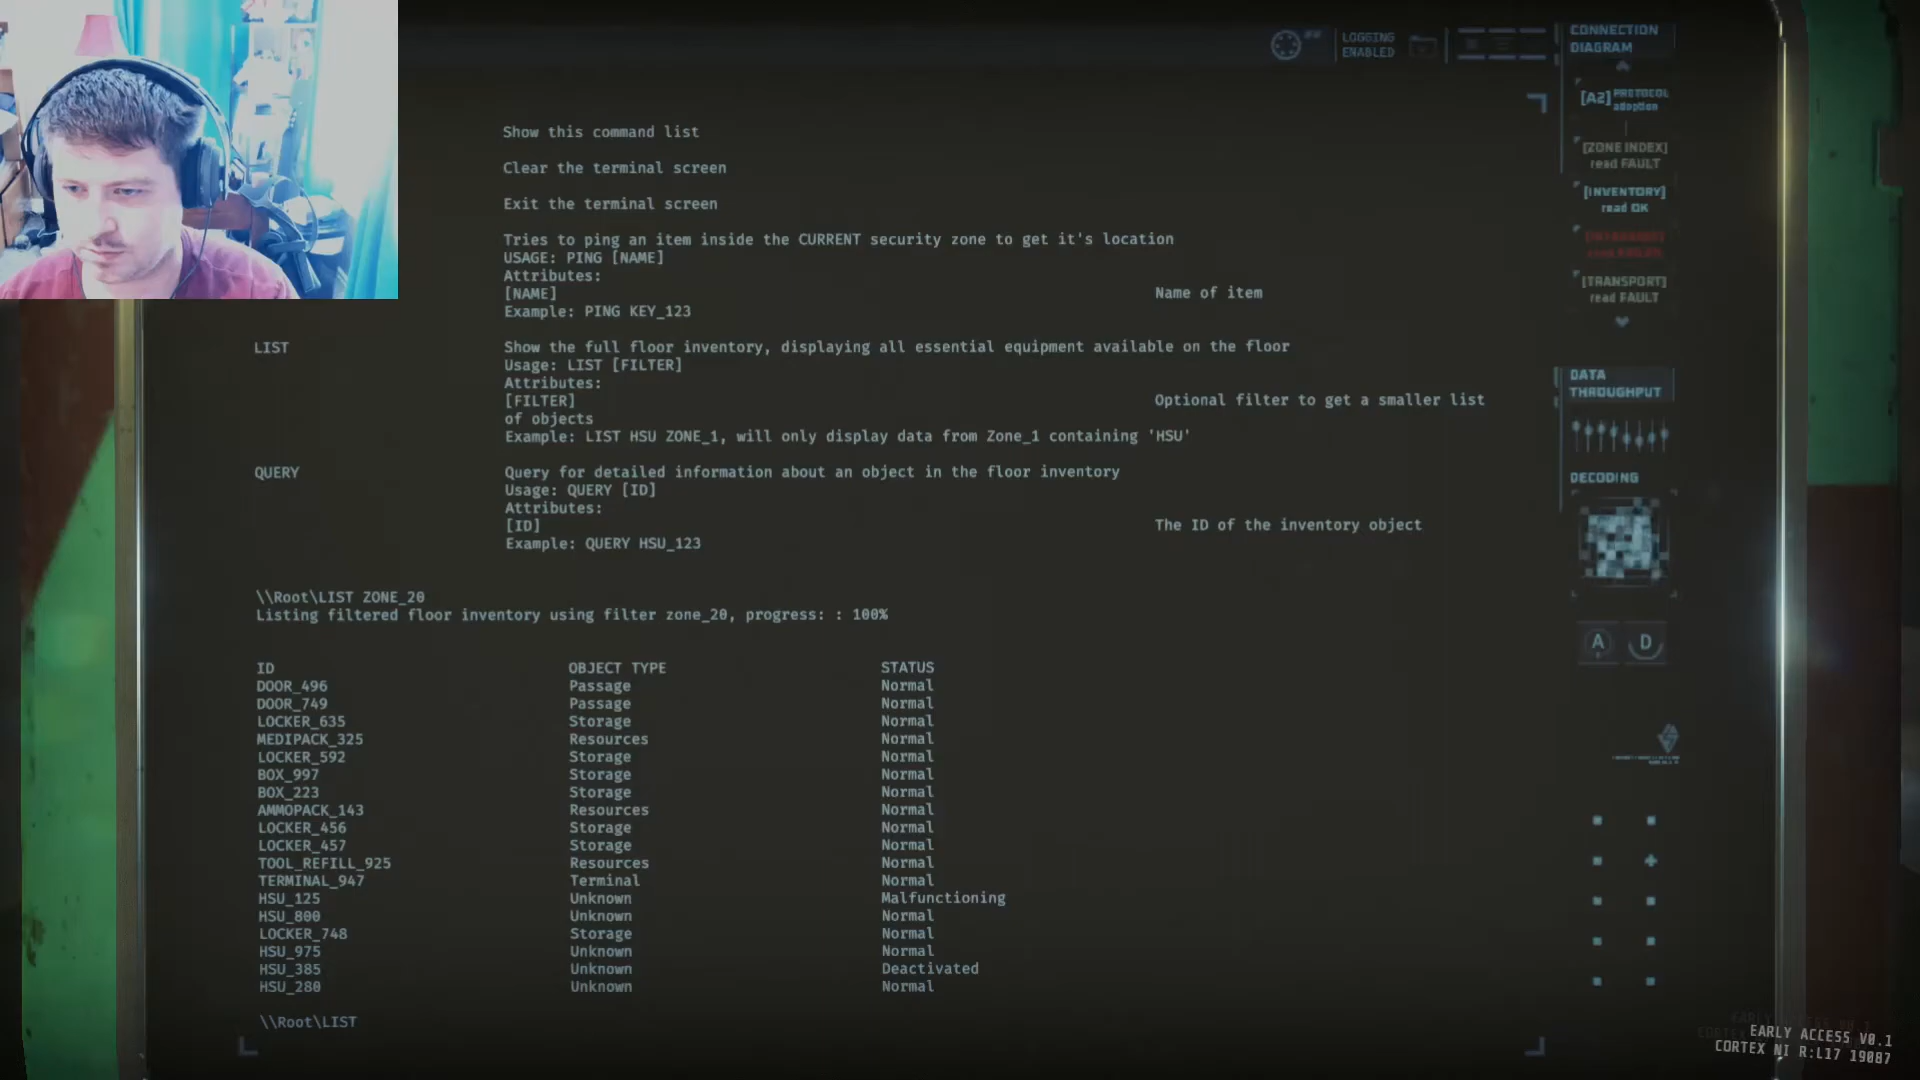 LOGGING
ENABLED
CONNECTION
DIAGRAM
[A2] PROTOCOL
adoption
[ZONE INDEX]
read FAULT
[INVENTORY]
read OK
[TRANSPORT]
read FAULT
DATA
THROUGHPUT
DECODING
A D
Show this command list
Clear the terminal screen
Exit the terminal screen
Tries to ping an item inside the CURRENT security zone to get it's location
USAGE: PING [NAME]
Attributes:
[NAME] Name of item
Example: PING KEY_123
LIST Show the full floor inventory, displaying all essential equipment available on the floor
Usage: LIST [FILTER]
Attributes:
[FILTER] Optional filter to get a smaller list
of objects
Example: LIST HSU ZONE_1, will only display data from Zone_1 containing 'HSU'
QUERY Query for detailed information about an object in the floor inventory
Usage: QUERY [ID]
Attributes:
[ID] The ID of the inventory object
Example: QUERY HSU_123
\\Root\LIST ZONE_20
Listing filtered floor inventory using filter zone_20, progress: : 100%
ID OBJECT TYPE STATUS
DOOR_496 Passage Normal
DOOR_749 Passage Normal
LOCKER_635 Storage Normal
MEDIPACK_325 Resources Normal
LOCKER_592 Storage Normal
BOX_997 Storage Normal
BOX_223 Storage Normal
AMMOPACK_143 Resources Normal
LOCKER_456 Storage Normal
LOCKER_457 Storage Normal
TOOL_REFILL_925 Resources Normal
TERMINAL_947 Terminal Normal
HSU_125 Unknown Malfunctioning
HSU_800 Unknown Normal
LOCKER_748 Storage Normal
HSU_975 Unknown Normal
HSU_385 Unknown Deactivated
HSU_280 Unknown Normal
\\Root\LIST
EARLY ACCESS V0.1
CORTEX NI R:L17 19087